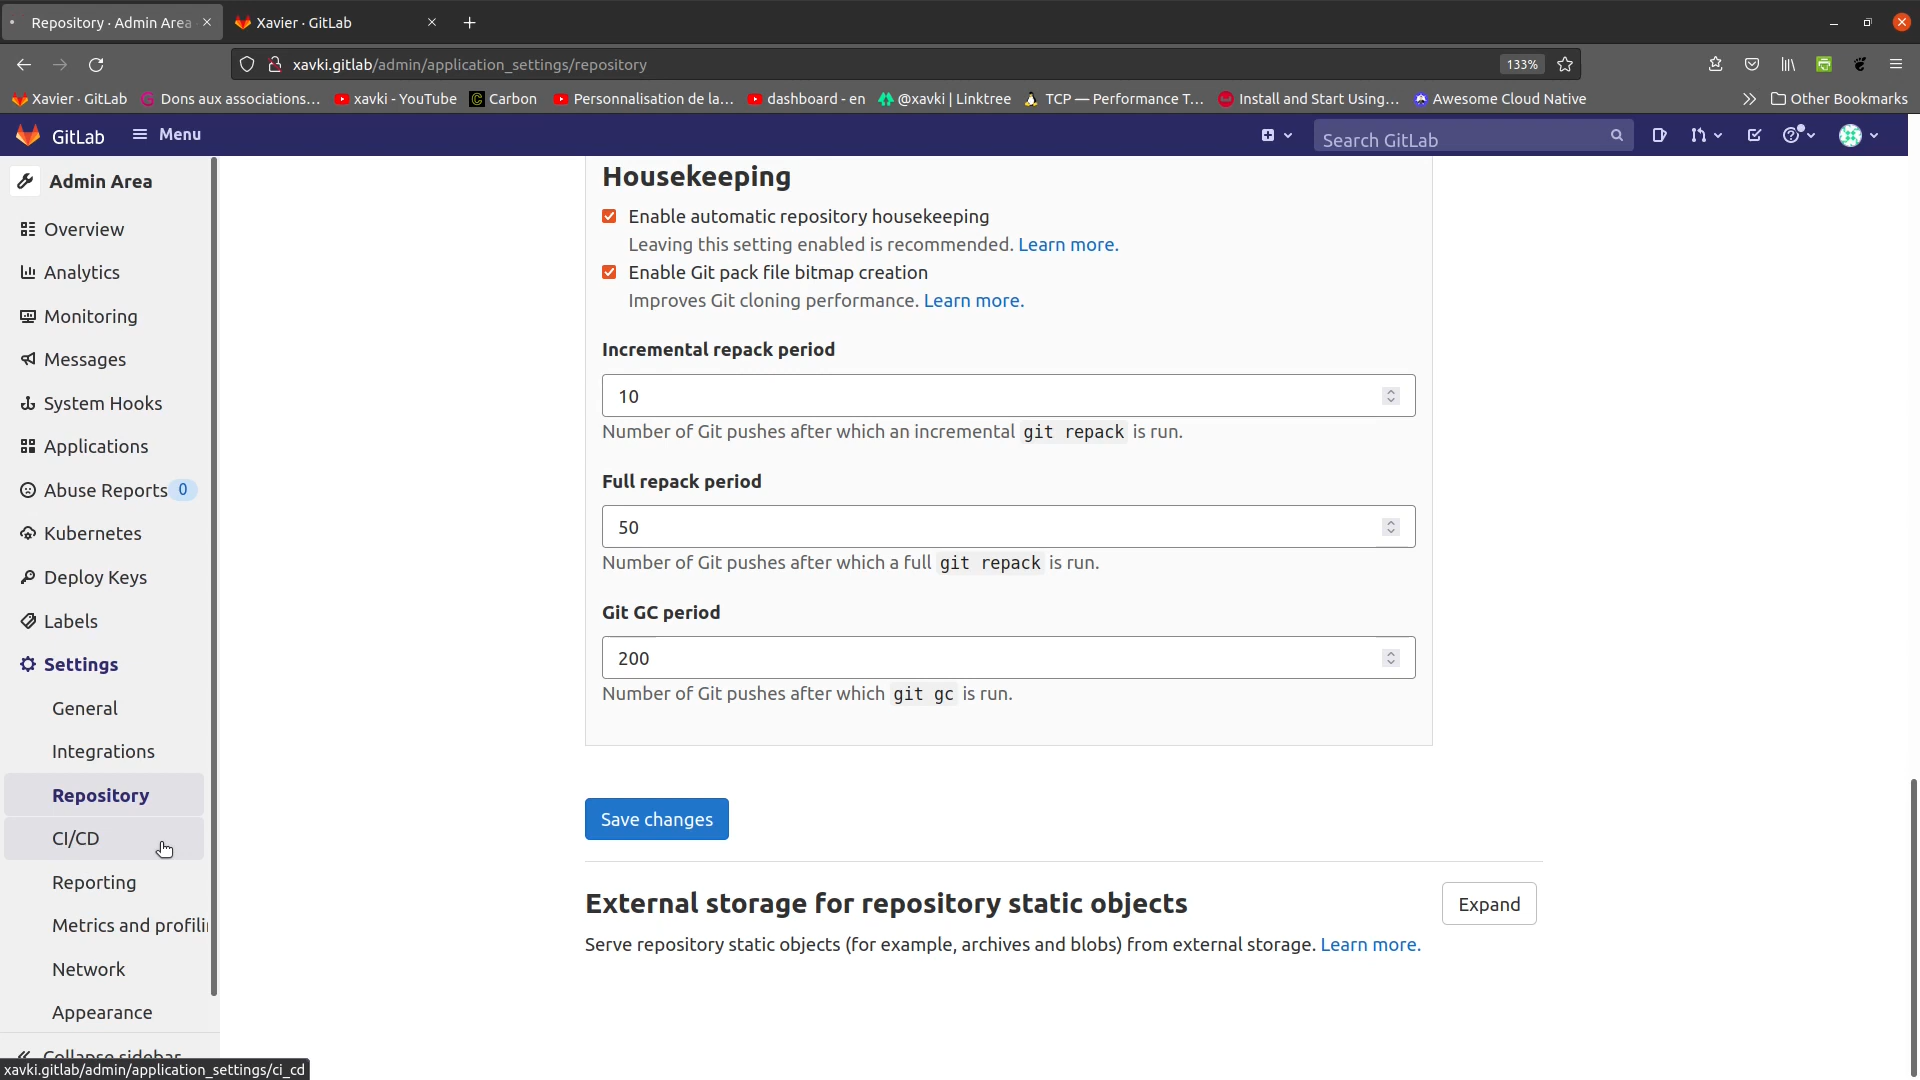 Repository · Admin Area
Xavier · GitLab
xavki.gitlab/admin/application_settings/repository
133%
Xavier · GitLab
Dons aux associations...
xavki - YouTube
Carbon
Personnalisation de la...
dashboard - en
@xavki | Linktree
TCP — Performance T...
Install and Start Using...
Awesome Cloud Native
Other Bookmarks
GitLab
Menu
Search GitLab
Admin Area
Overview
Analytics
Monitoring
Messages
System Hooks
Applications
Abuse Reports 0
Kubernetes
Deploy Keys
Labels
Settings
General
Integrations
Repository
CI/CD
Reporting
Metrics and profili
Network
Appearance
Collapse sidebar
xavki.gitlab/admin/application_settings/ci_cd
Housekeeping
Enable automatic repository housekeeping
Leaving this setting enabled is recommended. Learn more.
Enable Git pack file bitmap creation
Improves Git cloning performance. Learn more.
Incremental repack period
10
Number of Git pushes after which an incremental git repack is run.
Full repack period
50
Number of Git pushes after which a full git repack is run.
Git GC period
200
Number of Git pushes after which git gc is run.
Save changes
External storage for repository static objects
Expand
Serve repository static objects (for example, archives and blobs) from external storage. Learn more.